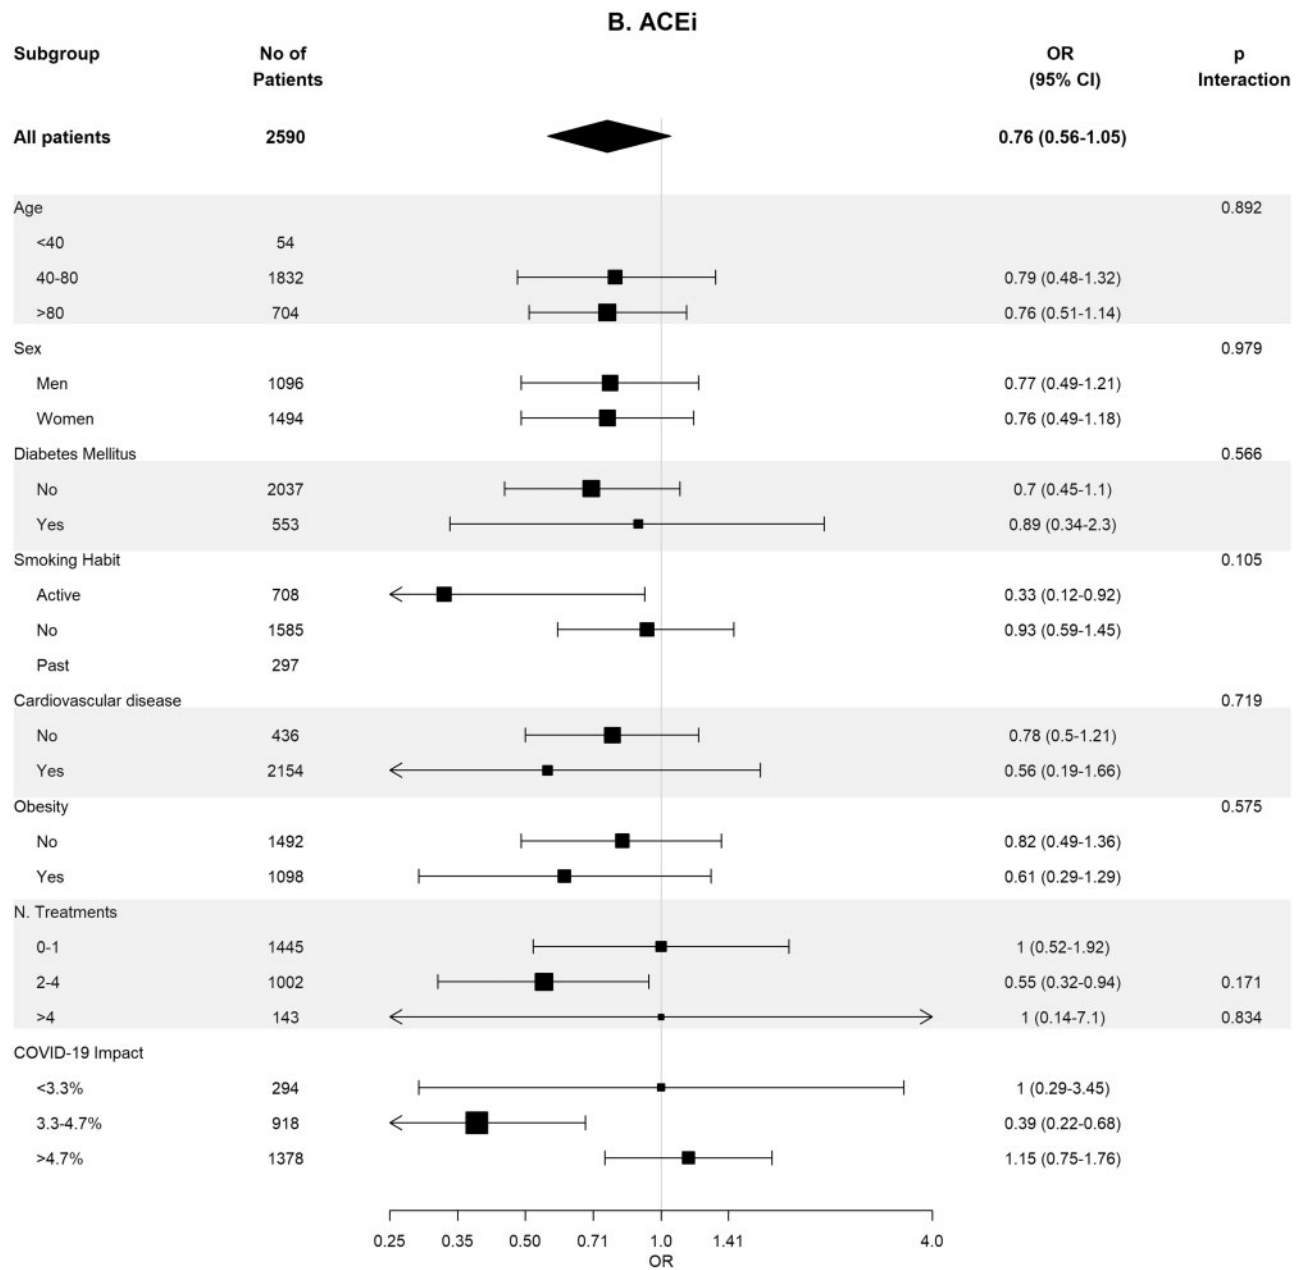 B. ACEi
Subgroup No of Patients OR (95% CI) p Interaction
All patients 2590 0.76 (0.56-1.05)
Age 0.892
<40 54
40-80 1832 0.79 (0.48-1.32)
>80 704 0.76 (0.51-1.14)
Sex 0.979
Men 1096 0.77 (0.49-1.21)
Women 1494 0.76 (0.49-1.18)
Diabetes Mellitus 0.566
No 2037 0.7 (0.45-1.1)
Yes 553 0.89 (0.34-2.3)
Smoking Habit 0.105
Active 708 0.33 (0.12-0.92)
No 1585 0.93 (0.59-1.45)
Past 297
Cardiovascular disease 0.719
No 436 0.78 (0.5-1.21)
Yes 2154 0.56 (0.19-1.66)
Obesity 0.575
No 1492 0.82 (0.49-1.36)
Yes 1098 0.61 (0.29-1.29)
N. Treatments
0-1 1445 1 (0.52-1.92)
2-4 1002 0.55 (0.32-0.94) 0.171
>4 143 1 (0.14-7.1) 0.834
COVID-19 Impact
<3.3% 294 1 (0.29-3.45)
3.3-4.7% 918 0.39 (0.22-0.68)
>4.7% 1378 1.15 (0.75-1.76)
0.25 0.35 0.50 0.71 1.0 1.41 4.0
OR